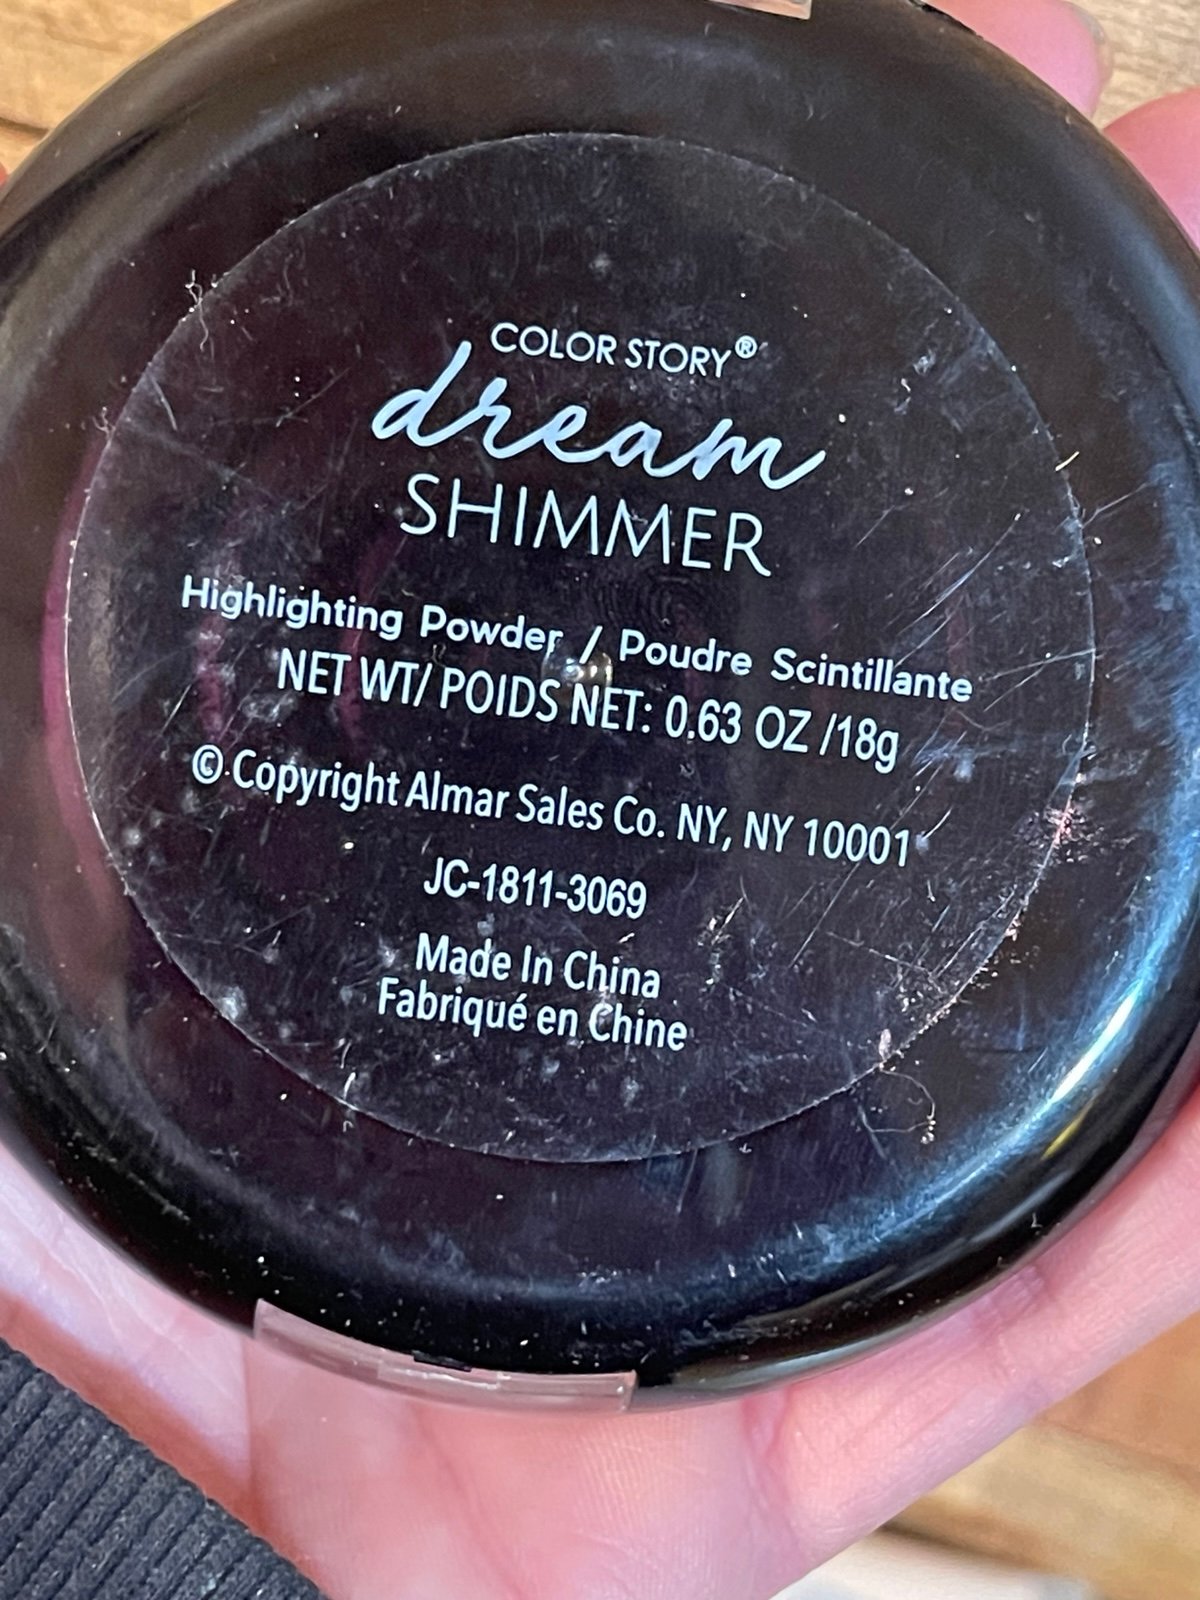 COLOR STORY®
dream
SHIMMER
Highlighting Powder / Poudre Scintillante
NET WT/ POIDS NET: 0.63 OZ /18g
© Copyright Almar Sales Co. NY, NY 10001
JC-1811-3069
Made In China
Fabriqué en Chine